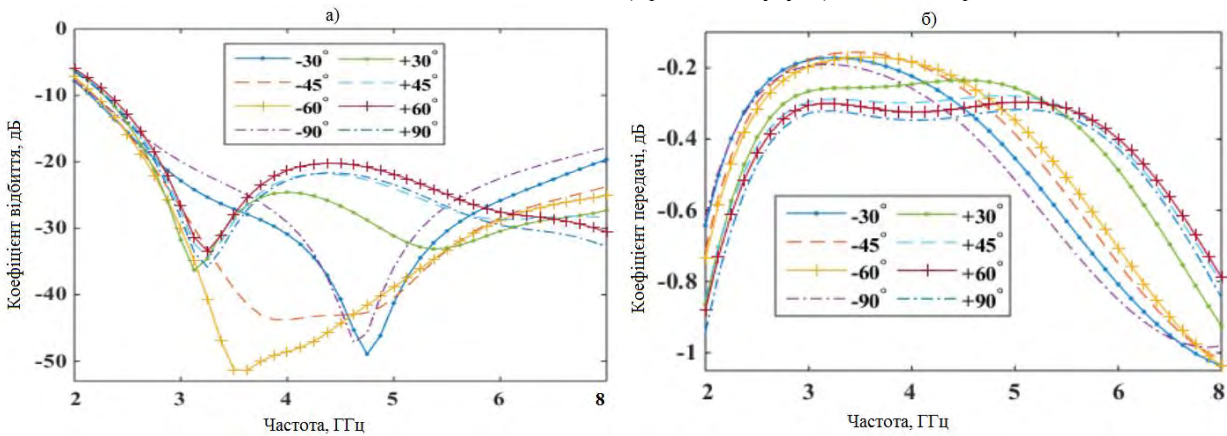 а)
0
-10
-20
-30
-40
-50
2 3 4 5 6 7 8
Коефіцієнт відбиття, дБ
Частота, ГГц
-30° +30°
-45° +45°
-60° +60°
-90° +90°
б)
-0.2
-0.4
-0.6
-0.8
-1
2 3 4 5 6 7 8
Коефіцієнт передачі, дБ
Частота, ГГц
-30° +30°
-45° +45°
-60° +60°
-90° +90°